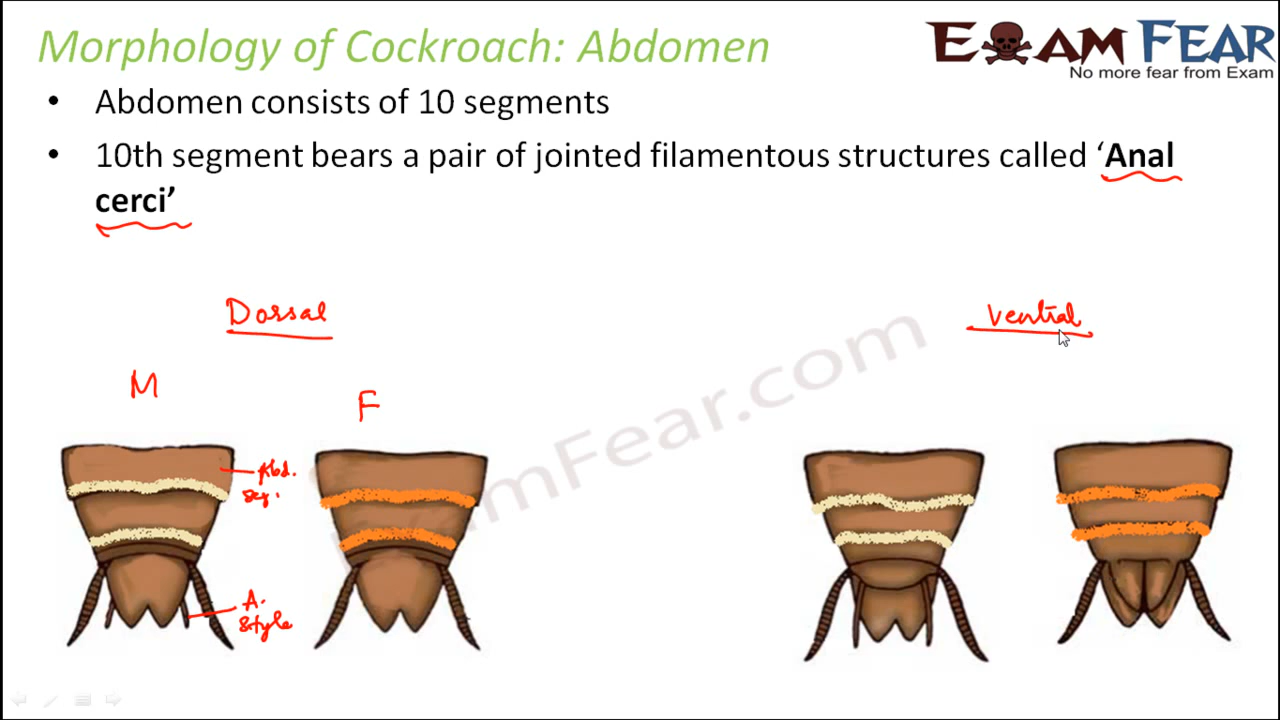 Morphology of Cockroach: Abdomen
EXAM FEAR
No more fear from Exam
• Abdomen consists of 10 segments
• 10th segment bears a pair of jointed filamentous structures called ‘Anal
cerci’
Dorsal
Ventral
M
F
Abd.
seg.
A.
style
ExamFear.com